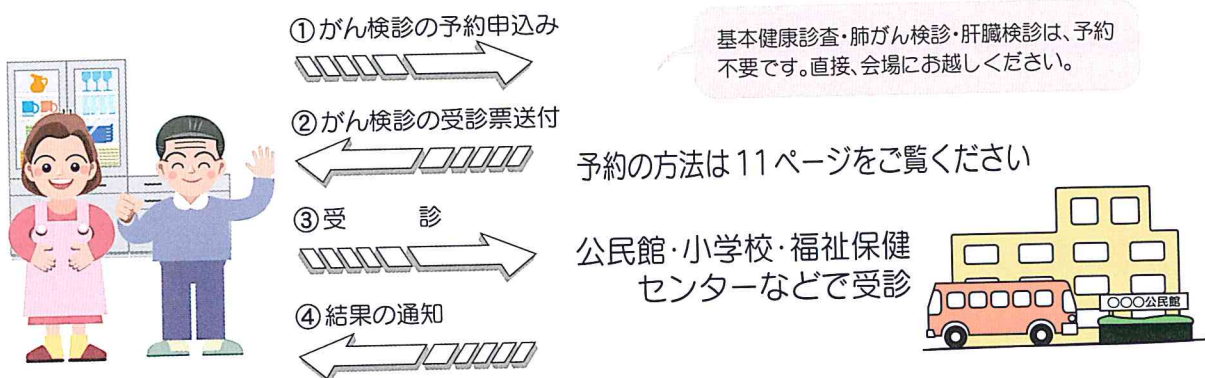 ①がん検診の予約申込み
基本健康診査・肺がん検診・肝臓検診は、予約
不要です。直接、会場にお越しください。
②がん検診の受診票送付
予約の方法は11ページをご覧ください
③受　　　診
公民館・小学校・福祉保健
センターなどで受診
○○○公民館
④結果の通知